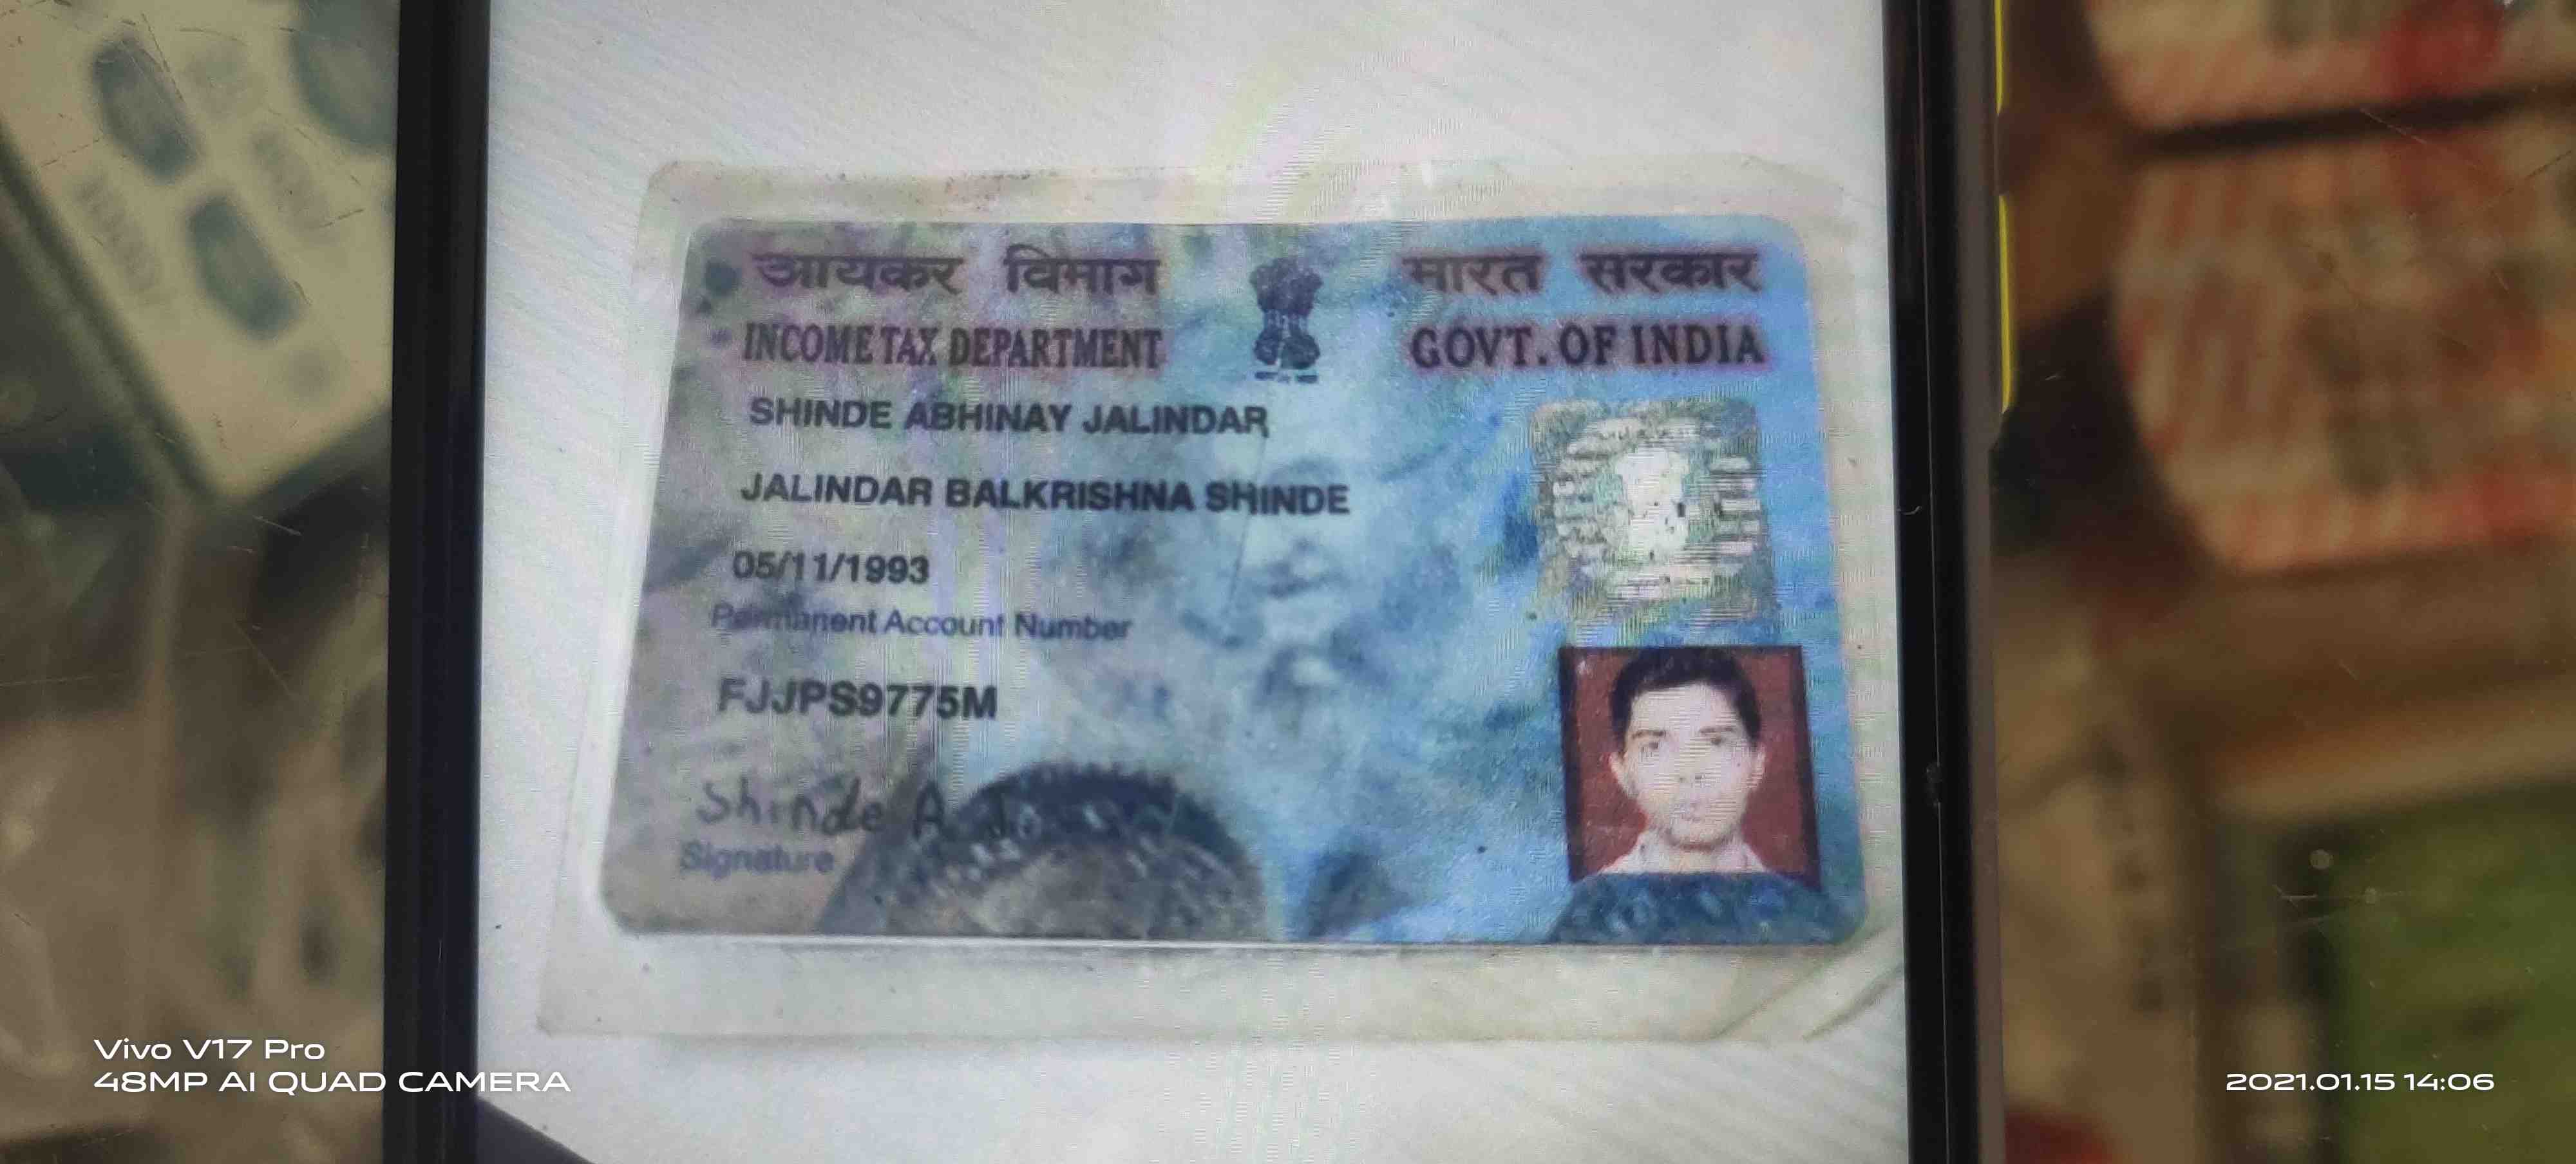 आयकर विभाग
भारत सरकार
INCOME TAX DEPARTMENT
GOVT. OF INDIA
SHINDE ABHINAY JALINDAR
JALINDAR BALKRISHNA SHINDE
05/11/1993
Permanent Account Number
FJJPS9775M
Shinde A. J.
Signature
Vivo V17 Pro
48MP AI QUAD CAMERA
2021.01.15 14:06